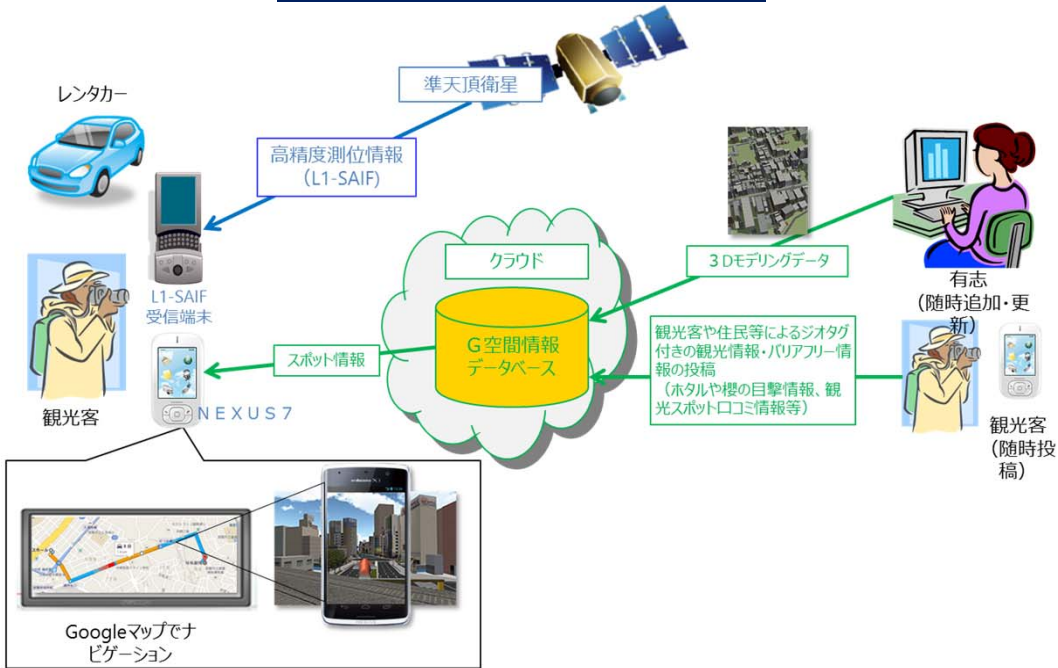 準天頂衛星
レンタカー
高精度測位情報
（L1-SAIF)
クラウド
３Dモデリングデータ
有志
（随時追加・更
新）
L1-SAIF
受信端末
G空間情報
データベース
スポット情報
観光客や住民等によるジオタグ
付きの観光情報・バリアフリー情
報の投稿
（ホタルや櫻の目撃情報、観
光スポット口コミ情報等）
観光客
ＮＥＸＵＳ７
観光客
（随時投
稿）
Googleマップでナ
ビゲーション